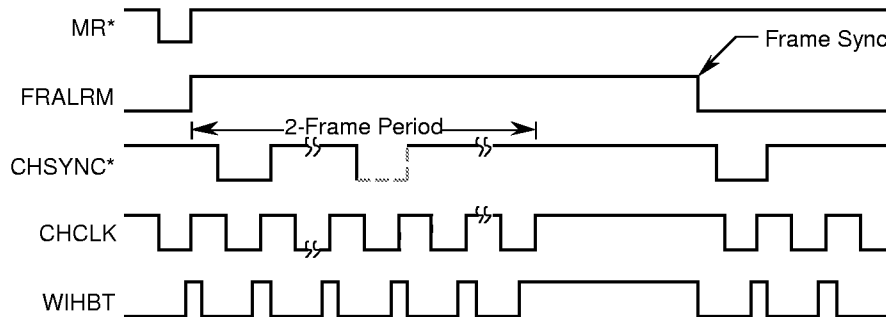 MR*
Frame Sync
FRALRM
2-Frame Period
CHSYNC*
CHCLK
WIHBT